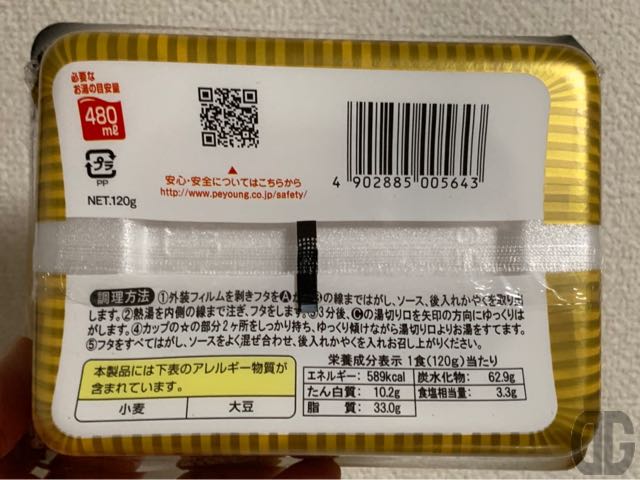 必要な
お湯の目安量
480
ml
プラ
PP
NET.120g
安心・安全についてはこちらから
http://www.peyoung.co.jp/safety/
4 902885 005643
調理方法 ①外装フィルムを剥きフタをⒶから の線まではがし、ソース、後入れかやくを取り出
します。②熱湯を内側の線まで注ぎ、フタをします。③3分後、Ⓒの湯切り口を矢印の方向にゆっくりは
がします。④カップの☆の部分2ヶ所をしっかり持ち、ゆっくり傾けながら湯切り口よりお湯をすてます。
⑤フタをすべてはがし、ソースをよく混ぜ合わせ、後入れかやくを入れお召し上がりください。
本製品には下表のアレルギー物質が
含まれています。
小麦 大豆
栄養成分表示 1食(120g)当たり
エネルギー: 589kcal 炭水化物: 62.9g
たん白質: 10.2g 食塩相当量: 3.3g
脂 質: 33.0g